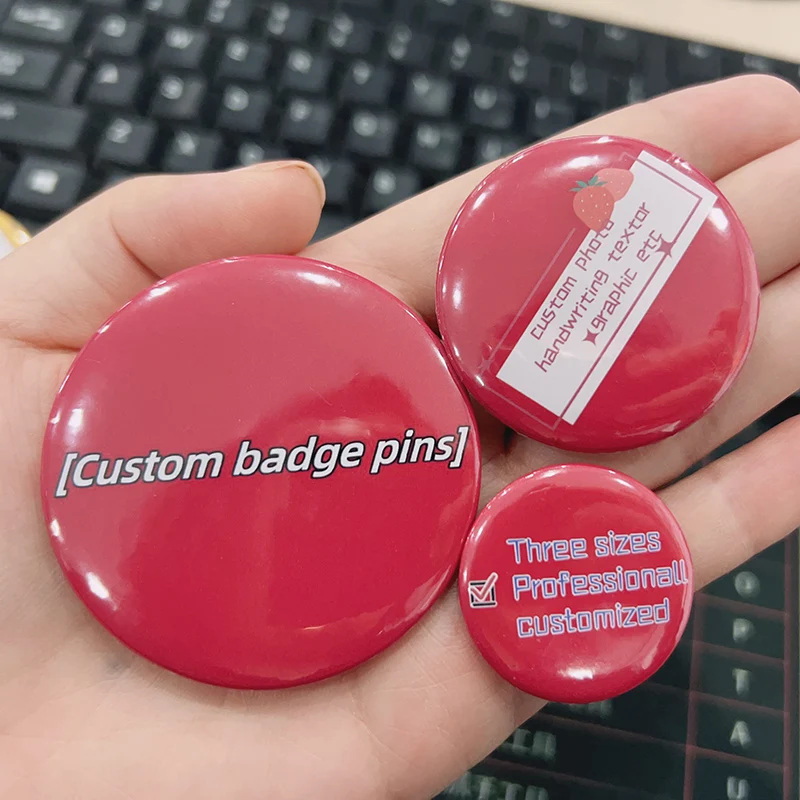 [Custom badge pins]
custom photo
handwriting textor
graphic etc
Three sizes
Professionall
customized